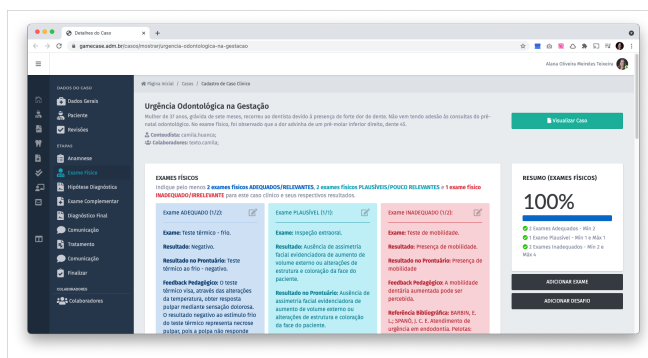 Detalhes do Caso
gamecase.adm.br/casos/mostrar/urgencia-odontologica-na-gestacao
Alana Oliveira Meireles Teixeira
Página Inicial / Casos / Cadastro de Caso Clínico
DADOS DO CASO
Dados Gerais
Paciente
Revisões
ETAPAS
Anamnese
Exame Físico
Hipótese Diagnóstica
Exame Complementar
Diagnóstico Final
Comunicação
Tratamento
Comunicação
Finalizar
COLABORADORES
Colaboradores
Urgência Odontológica na Gestação
Mulher de 31 anos, grávida de sete meses, recorreu ao dentista devido à presença de forte dor de dente. Não vem tendo adesão às consultas do pré-
natal odontológico. No exame físico, foi observado que a dor advinha de um pré-molar inferior direito, dente 45.
Conteudista: camila.huanca;
Colaboradores: texto.camila;
Visualizar Caso
EXAMES FÍSICOS
Indique pelo menos 2 exames físicos ADEQUADOS/RELEVANTES, 2 exames físicos PLAUSÍVEIS/POUCO RELEVANTES e 1 exame físico
INADEQUADO/IRRELEVANTE para este caso clínico e seus respectivos resultados.
Exame ADEQUADO (1/2):
Exame: Teste térmico - frio.
Resultado: Negativo.
Resultado no Prontuário: Teste
térmico ao frio - negativo.
Feedback Pedagógico: O teste
térmico visa, através das alterações
da temperatura, obter resposta
pulpar mediante sensação dolorosa.
O resultado negativo ao estímulo frio
do teste térmico representa necrose
pulpar, pois a polpa não responde
Exame PLAUSÍVEL (1/1):
Exame: Inspeção extraoral.
Resultado: Ausência de assimetria
facial evidenciadora de aumento de
volume externo ou alterações de
estrutura e coloração da face do
paciente.
Resultado no Prontuário: Ausência de
assimetria facial evidenciadora de
aumento de volume externo ou
alterações de estrutura e coloração
da face do paciente.
Exame INADEQUADO (1/2):
Exame: Teste de mobilidade.
Resultado: Presença de mobilidade.
Resultado no Prontuário: Presença de
mobilidade
Feedback Pedagógico: A mobilidade
dentária aumentada pode ser
percebida.
Referência Bibliográfica: BARBIN, E.
L.; SPANÓ, J. C. E. Atendimento de
urgência em endodontia. Pelotas:
RESUMO (EXAMES FÍSICOS)
100%
2 Exames Adequados - Mín 2
1 Exame Plausível - Mín 1 e Máx 1
2 Exames Inadequados - Mín 2 e
Máx 4
ADICIONAR EXAME
ADICIONAR DESAFIO